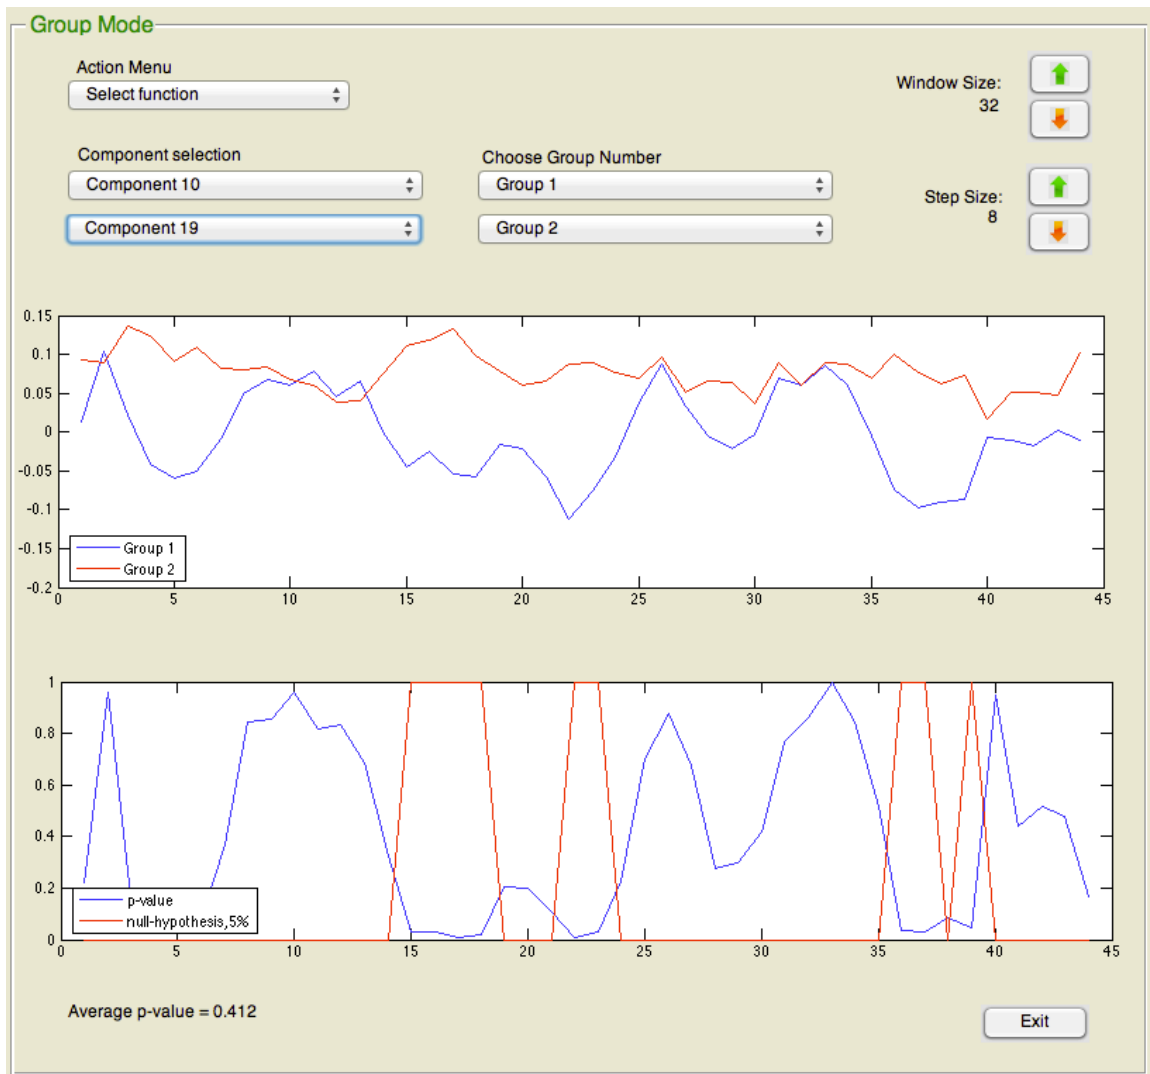 Group Mode
Action Menu
Select function
Window Size:
32
Component selection
Choose Group Number
Component 10
Group 1
Step Size:
8
Component 19
Group 2
0.15
0.1
0.05
0
-0.05
-0.1
-0.15
-0.2
Group 1
Group 2
0 5 10 15 20 25 30 35 40 45
1
0.8
0.6
0.4
0.2
0
p-value
null-hypothesis,5%
0 5 10 15 20 25 30 35 40 45
Average p-value = 0.412
Exit